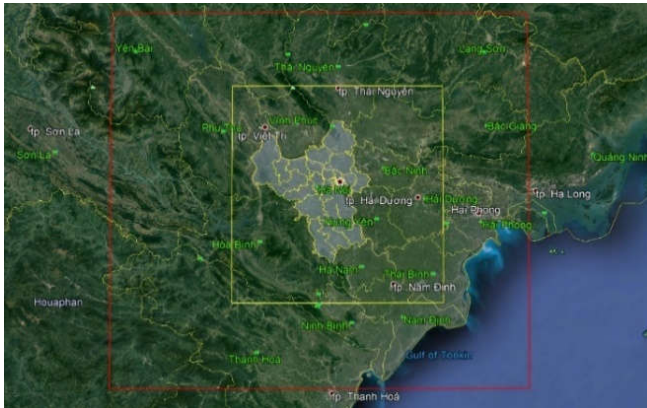 Yên Bái
Lạng Sơn
Thái Nguyên
tp. Thái Nguyên
Vĩnh Phúc
Phú Thọ
tp. Việt Trì
Bắc Giang
tp. Sơn La
Sơn La
Quảng Ninh
Bắc Ninh
Hà Nội
tp. Hạ Long
tp. Hải Dương
Hải Dương
Hải Phòng
Hải Phòng
Hưng Yên
Hòa Bình
Hà Nam
Thái Bình
tp. Nam Định
Houaphan
Ninh Bình
Nam Định
Thanh Hoá
Gulf of Tonkin
tp. Thanh Hoá